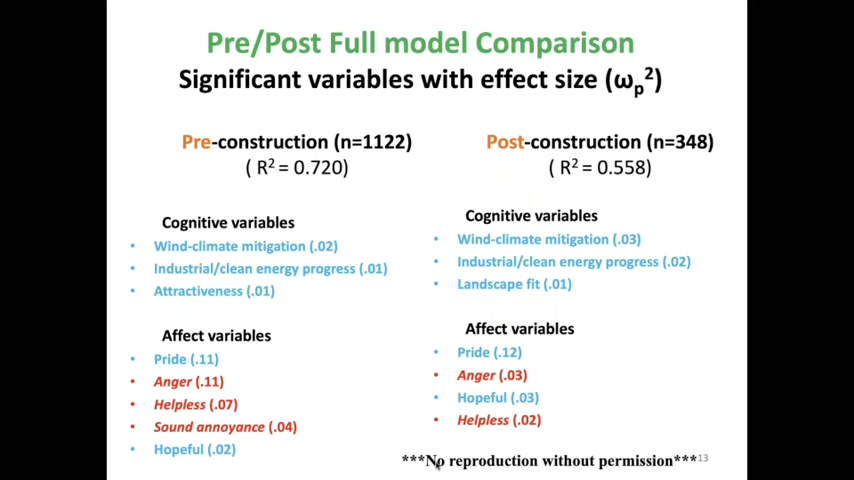 Pre/Post Full model Comparison
Significant variables with effect size (ωp²)
Pre-construction (n=1122)
( R² = 0.720)
Cognitive variables
• Wind-climate mitigation (.02)
• Industrial/clean energy progress (.01)
• Attractiveness (.01)
Affect variables
• Pride (.11)
• Anger (.11)
• Helpless (.07)
• Sound annoyance (.04)
• Hopeful (.02)
Post-construction (n=348)
( R² = 0.558)
Cognitive variables
• Wind-climate mitigation (.03)
• Industrial/clean energy progress (.02)
• Landscape fit (.01)
Affect variables
• Pride (.12)
• Anger (.03)
• Hopeful (.03)
• Helpless (.02)
***No reproduction without permission***13